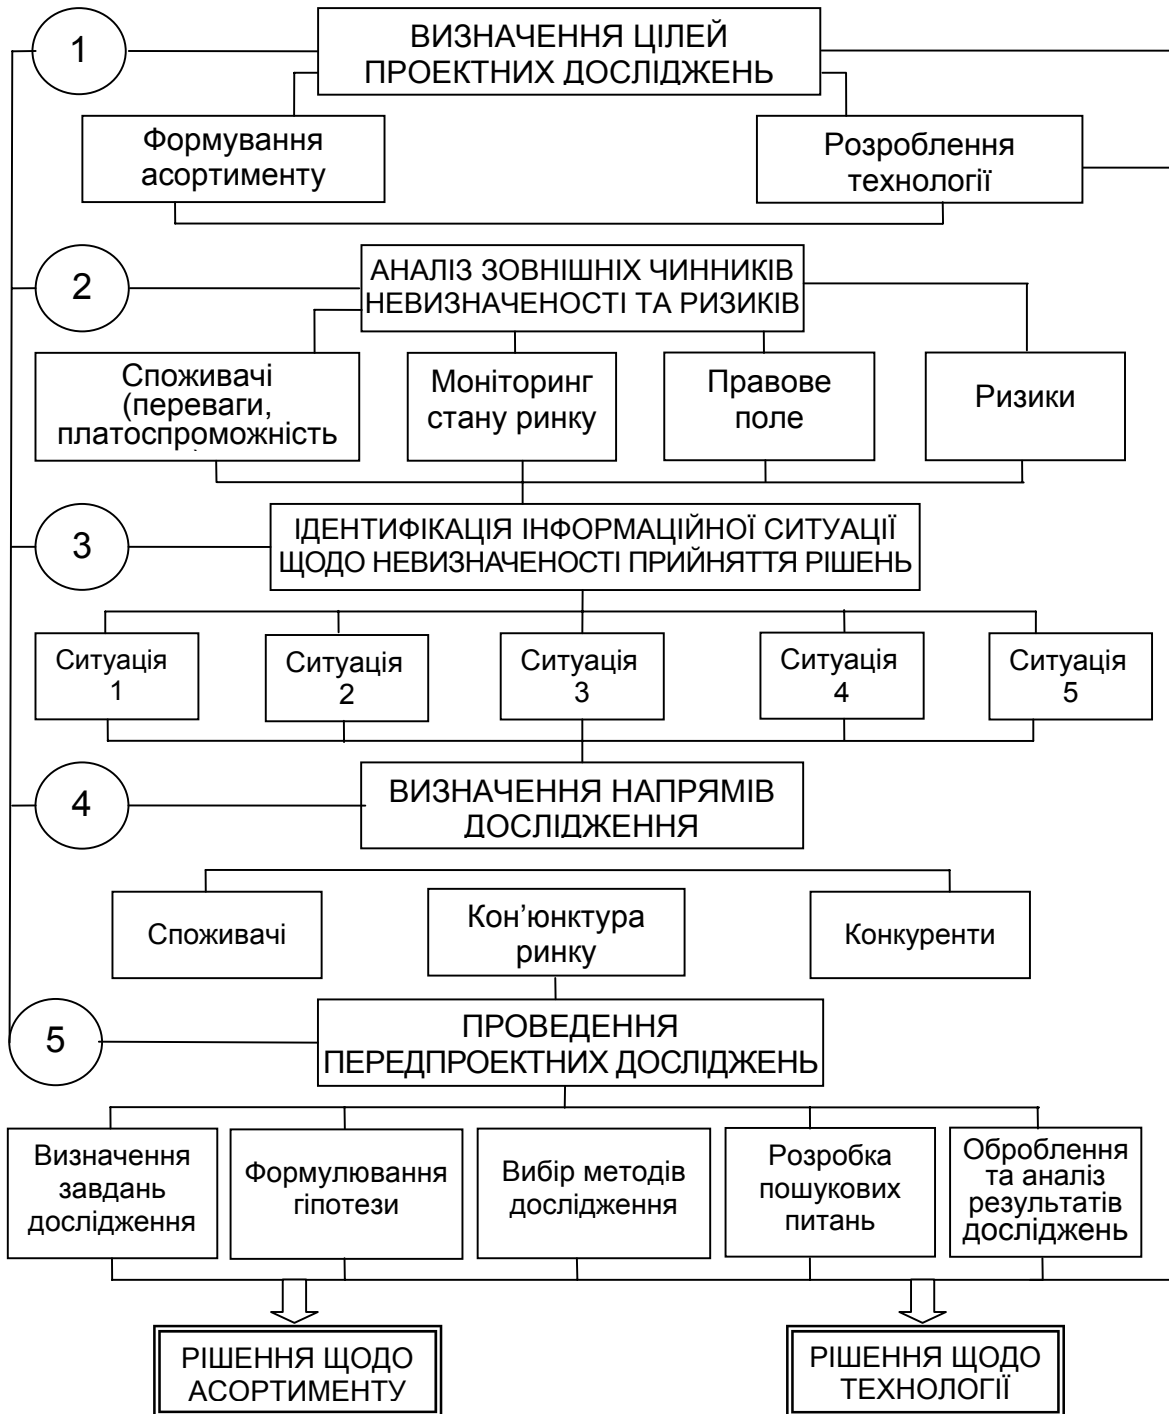 1
ВИЗНАЧЕННЯ ЦІЛЕЙ
ПРОЕКТНИХ ДОСЛІДЖЕНЬ
Формування
асортименту
Розроблення
технології
2
АНАЛІЗ ЗОВНІШНІХ ЧИННИКІВ
НЕВИЗНАЧЕНОСТІ ТА РИЗИКІВ
Споживачі
(переваги,
платоспроможність
Моніторинг
стану ринку
Правове
поле
Ризики
3
ІДЕНТИФІКАЦІЯ ІНФОРМАЦІЙНОЇ СИТУАЦІЇ
ЩОДО НЕВИЗНАЧЕНОСТІ ПРИЙНЯТТЯ РІШЕНЬ
Ситуація
1
Ситуація
2
Ситуація
3
Ситуація
4
Ситуація
5
4
ВИЗНАЧЕННЯ НАПРЯМІВ
ДОСЛІДЖЕННЯ
Споживачі
Кон’юнктура
ринку
Конкуренти
5
ПРОВЕДЕННЯ
ПЕРЕДПРОЕКТНИХ ДОСЛІДЖЕНЬ
Визначення
завдань
дослідження
Формулювання
гіпотези
Вибір методів
дослідження
Розробка
пошукових
питань
Оброблення
та аналіз
результатів
досліджень
РІШЕННЯ ЩОДО
АСОРТИМЕНТУ
РІШЕННЯ ЩОДО
ТЕХНОЛОГІЇ